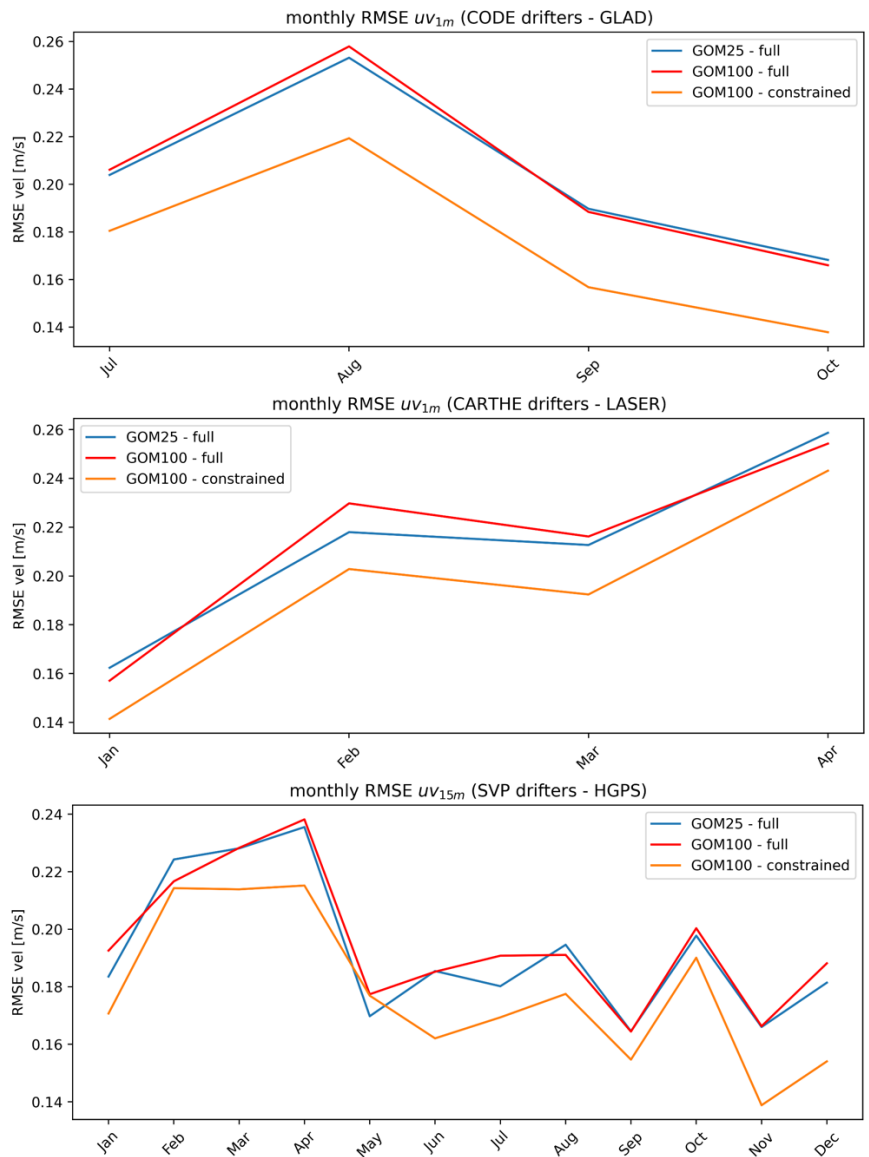 monthly RMSE uv1m (CODE drifters - GLAD)
RMSE vel [m/s]
0.26
0.24
0.22
0.20
0.18
0.16
0.14
GOM25 - full
GOM100 - full
GOM100 - constrained
Jul Aug Sep Oct
monthly RMSE uv1m (CARTHE drifters - LASER)
RMSE vel [m/s]
0.26
0.24
0.22
0.20
0.18
0.16
0.14
GOM25 - full
GOM100 - full
GOM100 - constrained
Jan Feb Mar Apr
monthly RMSE uv15m (SVP drifters - HGPS)
RMSE vel [m/s]
0.24
0.22
0.20
0.18
0.16
0.14
GOM25 - full
GOM100 - full
GOM100 - constrained
Jan Feb Mar Apr May Jun Jul Aug Sep Oct Nov Dec